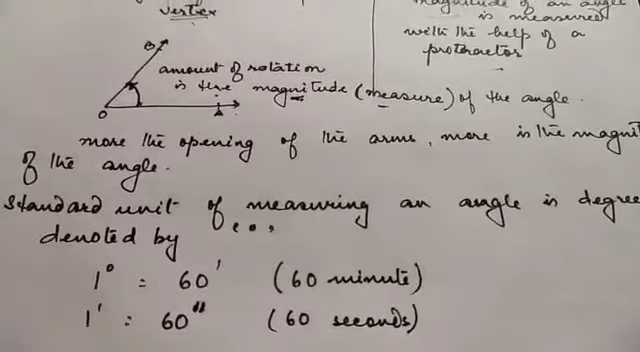 vertex
magnitude of an angle
is measured
with the help of a
protractor
B
amount of rotation
is the magnitude (measure) of the angle.
O
A
more the opening of the arms, more is the magnit
of the angle.
Standard unit of measuring an angle is degree
denoted by "°"
1° = 60' (60 minute)
1' = 60" (60 seconds)